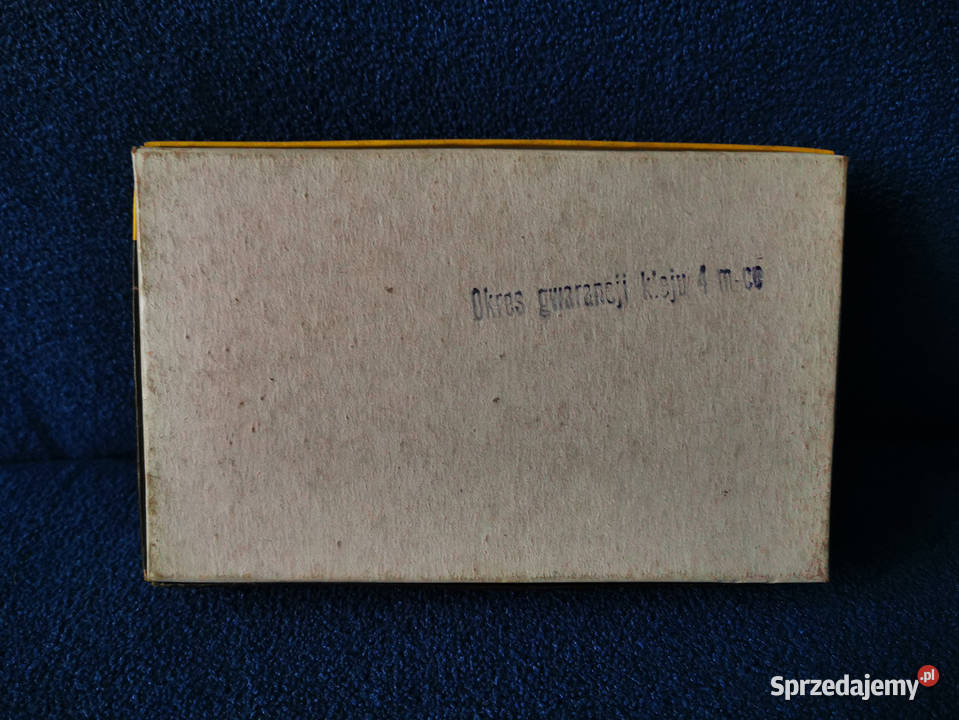 Okres gwarancji kleju 4 m-ce
Sprzedajemy.pl